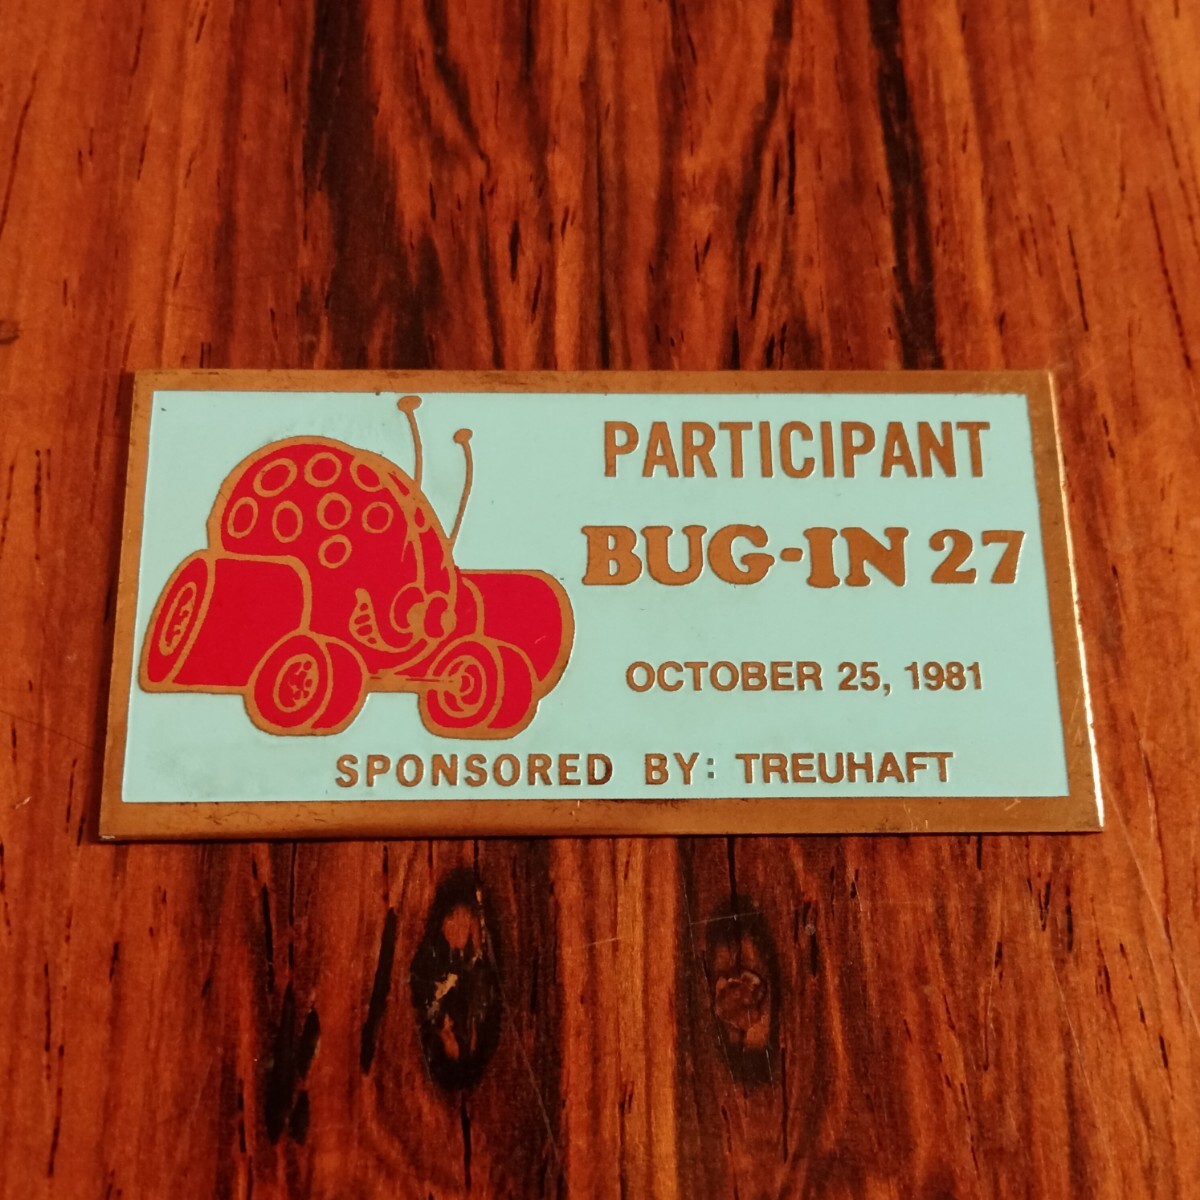 PARTICIPANT
BUG-IN 27
OCTOBER 25, 1981
SPONSORED BY: TREUHAFT